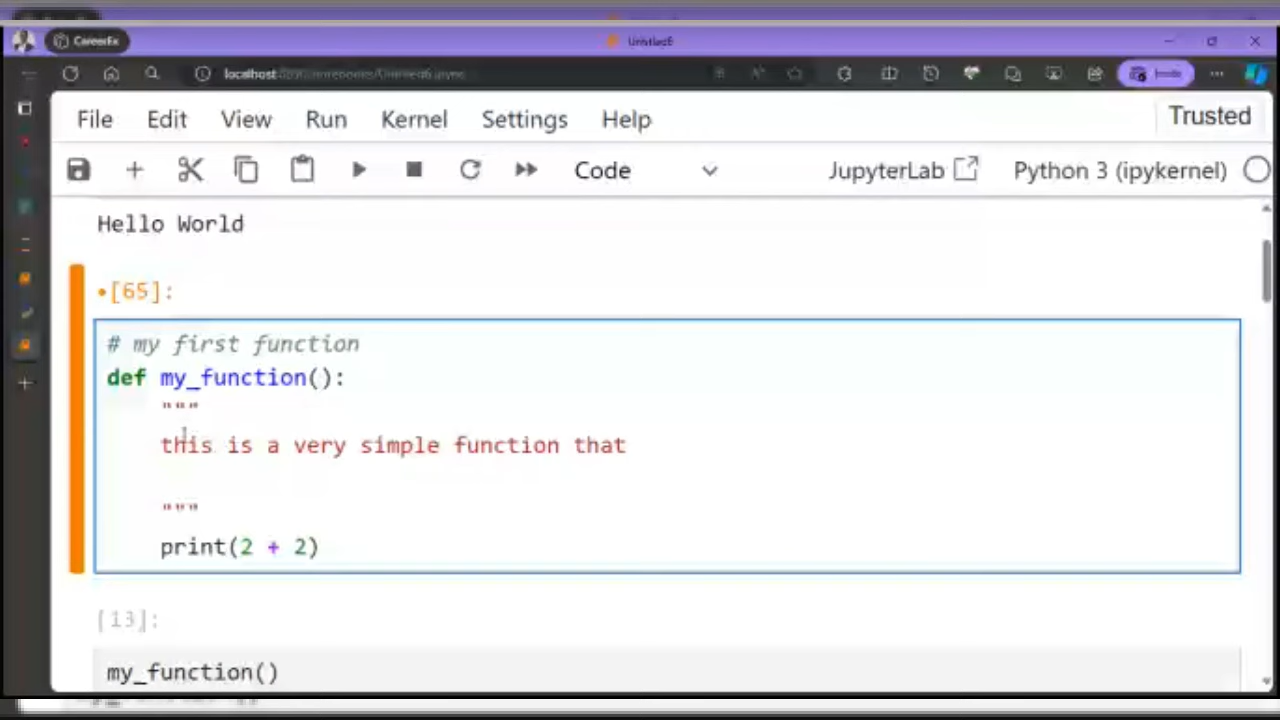 CareerEx
Untitled6
localhost
File Edit View Run Kernel Settings Help
Trusted
Code
JupyterLab
Python 3 (ipykernel)
Hello World
•[65]:
# my first function
def my_function():
"""
this is a very simple function that
"""
print(2 + 2)
[13]:
my_function()